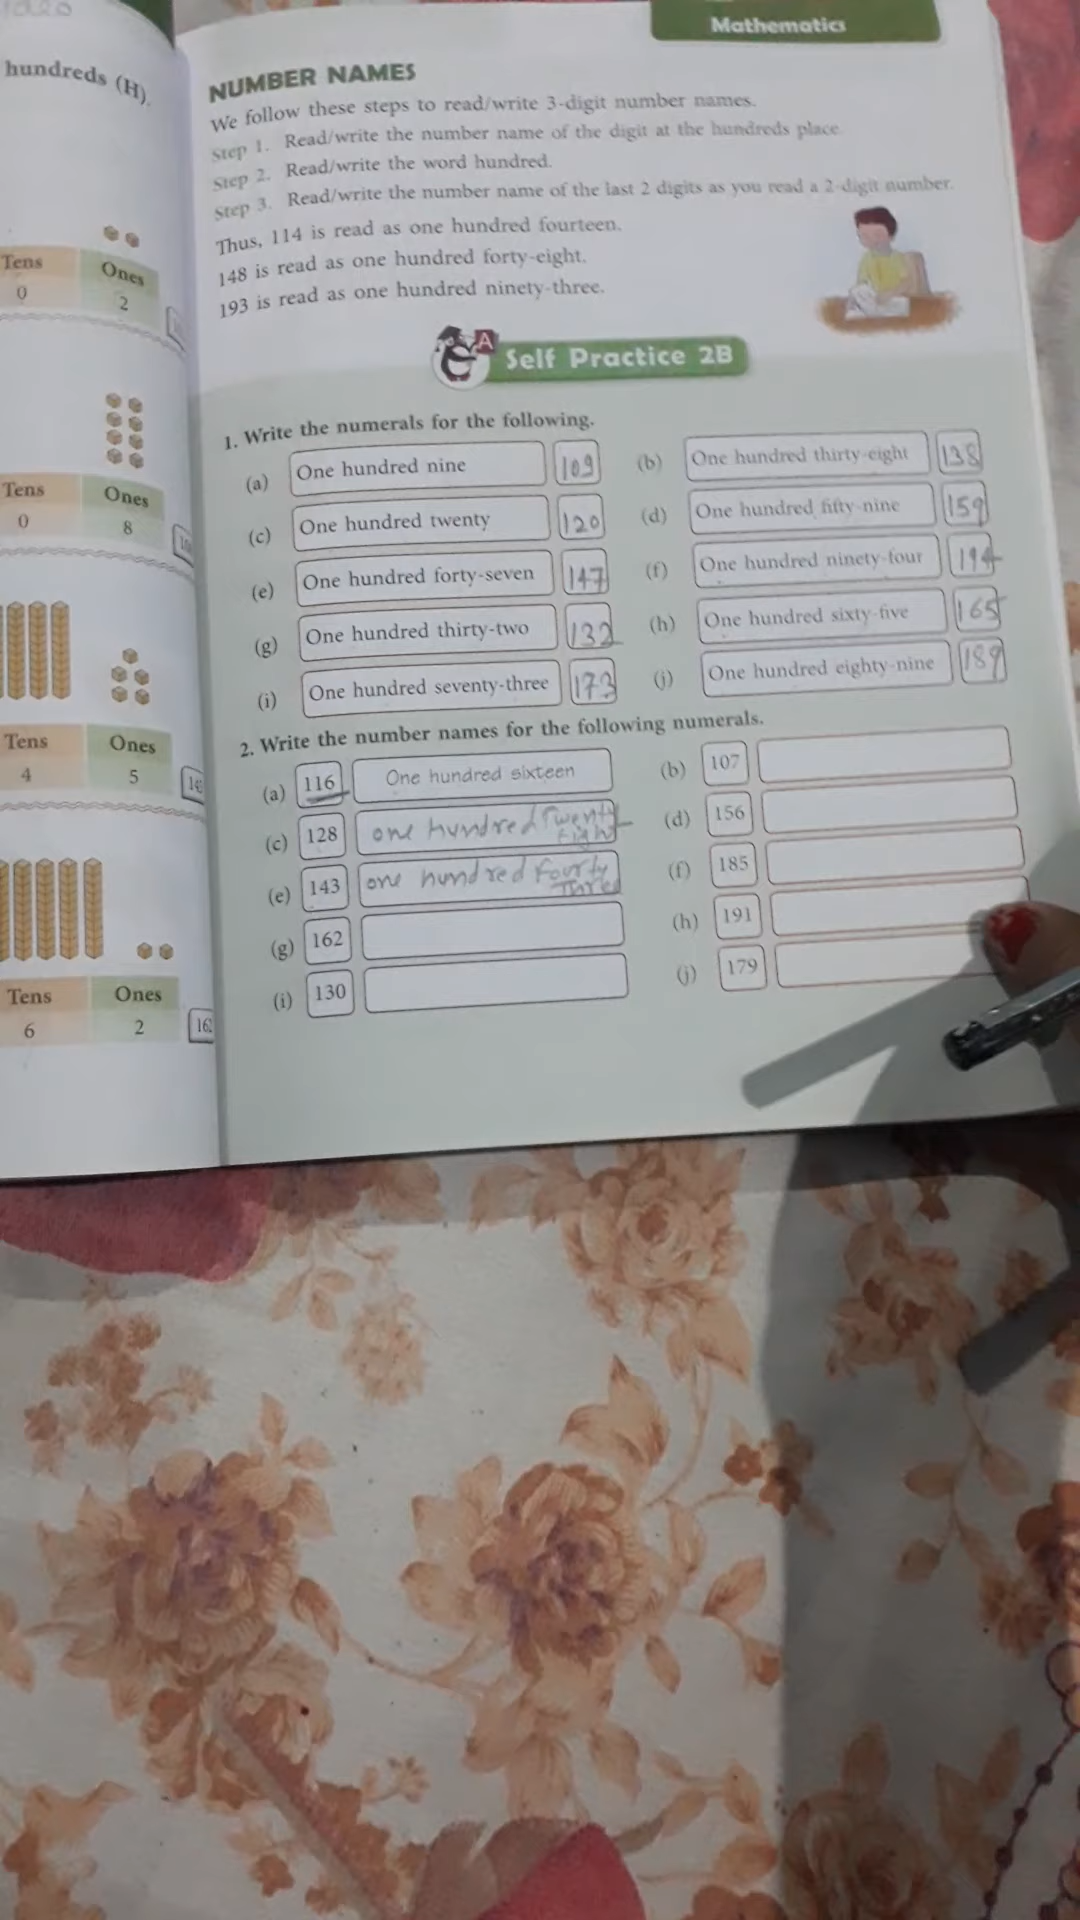 Mathematics
hundreds (H).
NUMBER NAMES
We follow these steps to read/write 3-digit number names.
Step 1. Read/write the number name of the digit at the hundreds place.
Step 2. Read/write the word hundred.
Step 3. Read/write the number name of the last 2 digits as you read a 2-digit number.
Thus, 114 is read as one hundred fourteen.
148 is read as one hundred forty-eight.
193 is read as one hundred ninety-three.
Tens Ones
0 2
A
Self Practice 2B
1. Write the numerals for the following.
(a) One hundred nine 109 (b) One hundred thirty-eight 138
(c) One hundred twenty 120 (d) One hundred fifty-nine 159
(e) One hundred forty-seven 147 (f) One hundred ninety-four 194
(g) One hundred thirty-two 132 (h) One hundred sixty-five 165
(i) One hundred seventy-three 173 (j) One hundred eighty-nine 189
Tens Ones
0 8
2. Write the number names for the following numerals.
(a) 116 One hundred sixteen (b) 107
(c) 128 one hundred Twenty (d) 156
(e) 143 one hundred Fourty (f) 185
Three
(g) 162 (h) 191
(i) 130 (j) 179
Tens Ones
4 5
Tens Ones
6 2